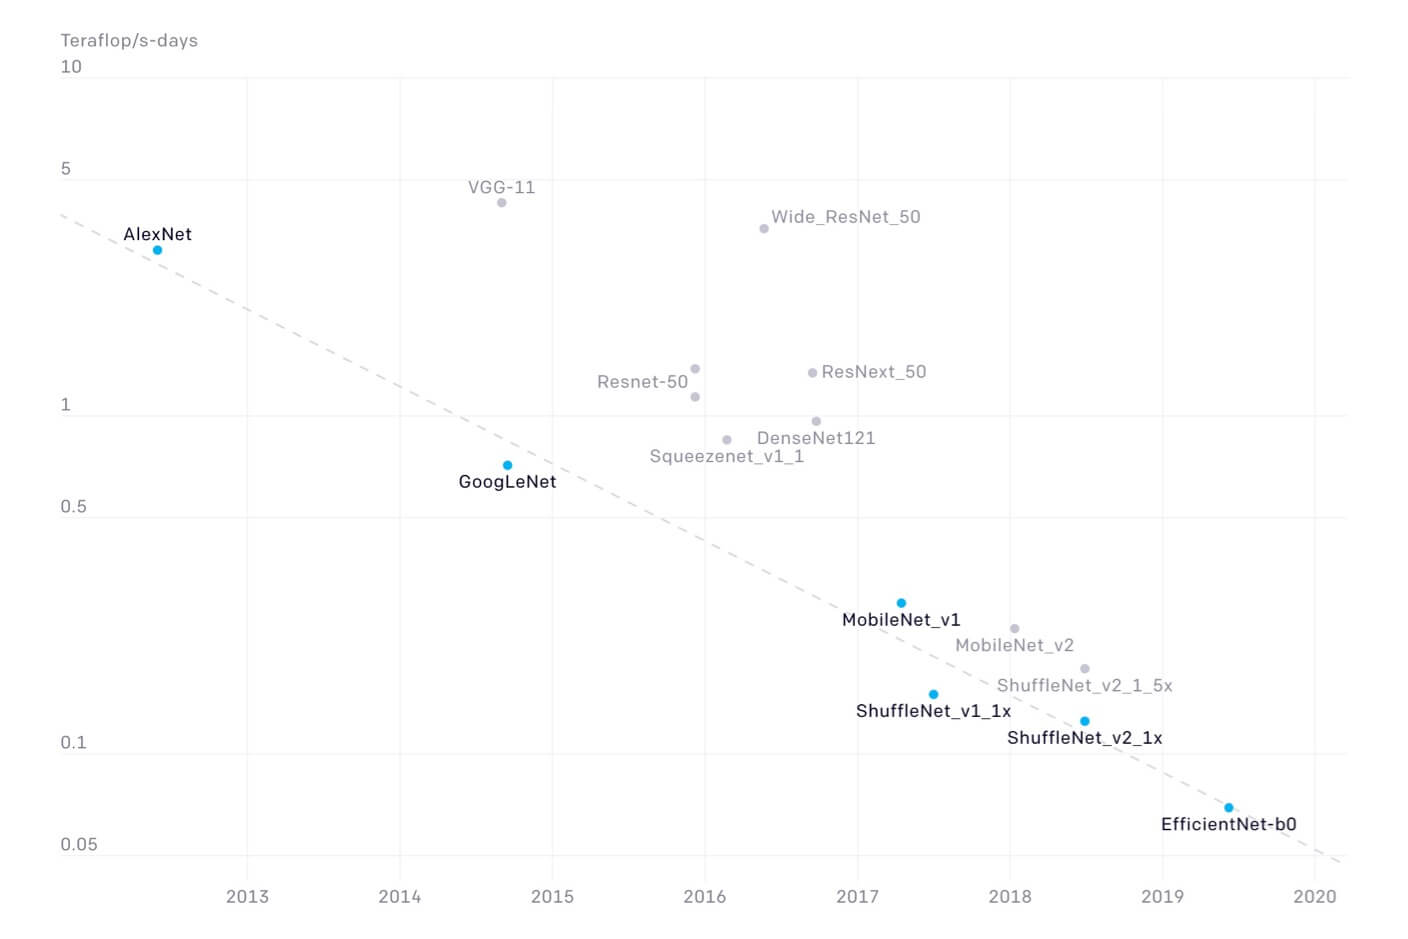 Teraflop/s-days
10
5
VGG-11
Wide_ResNet_50
AlexNet
ResNext_50
Resnet-50
1
DenseNet121
Squeezenet_v1_1
GoogLeNet
0.5
MobileNet_v1
MobileNet_v2
ShuffleNet_v2_1_5x
ShuffleNet_v1_1x
ShuffleNet_v2_1x
0.1
EfficientNet-b0
0.05
2013 2014 2015 2016 2017 2018 2019 2020